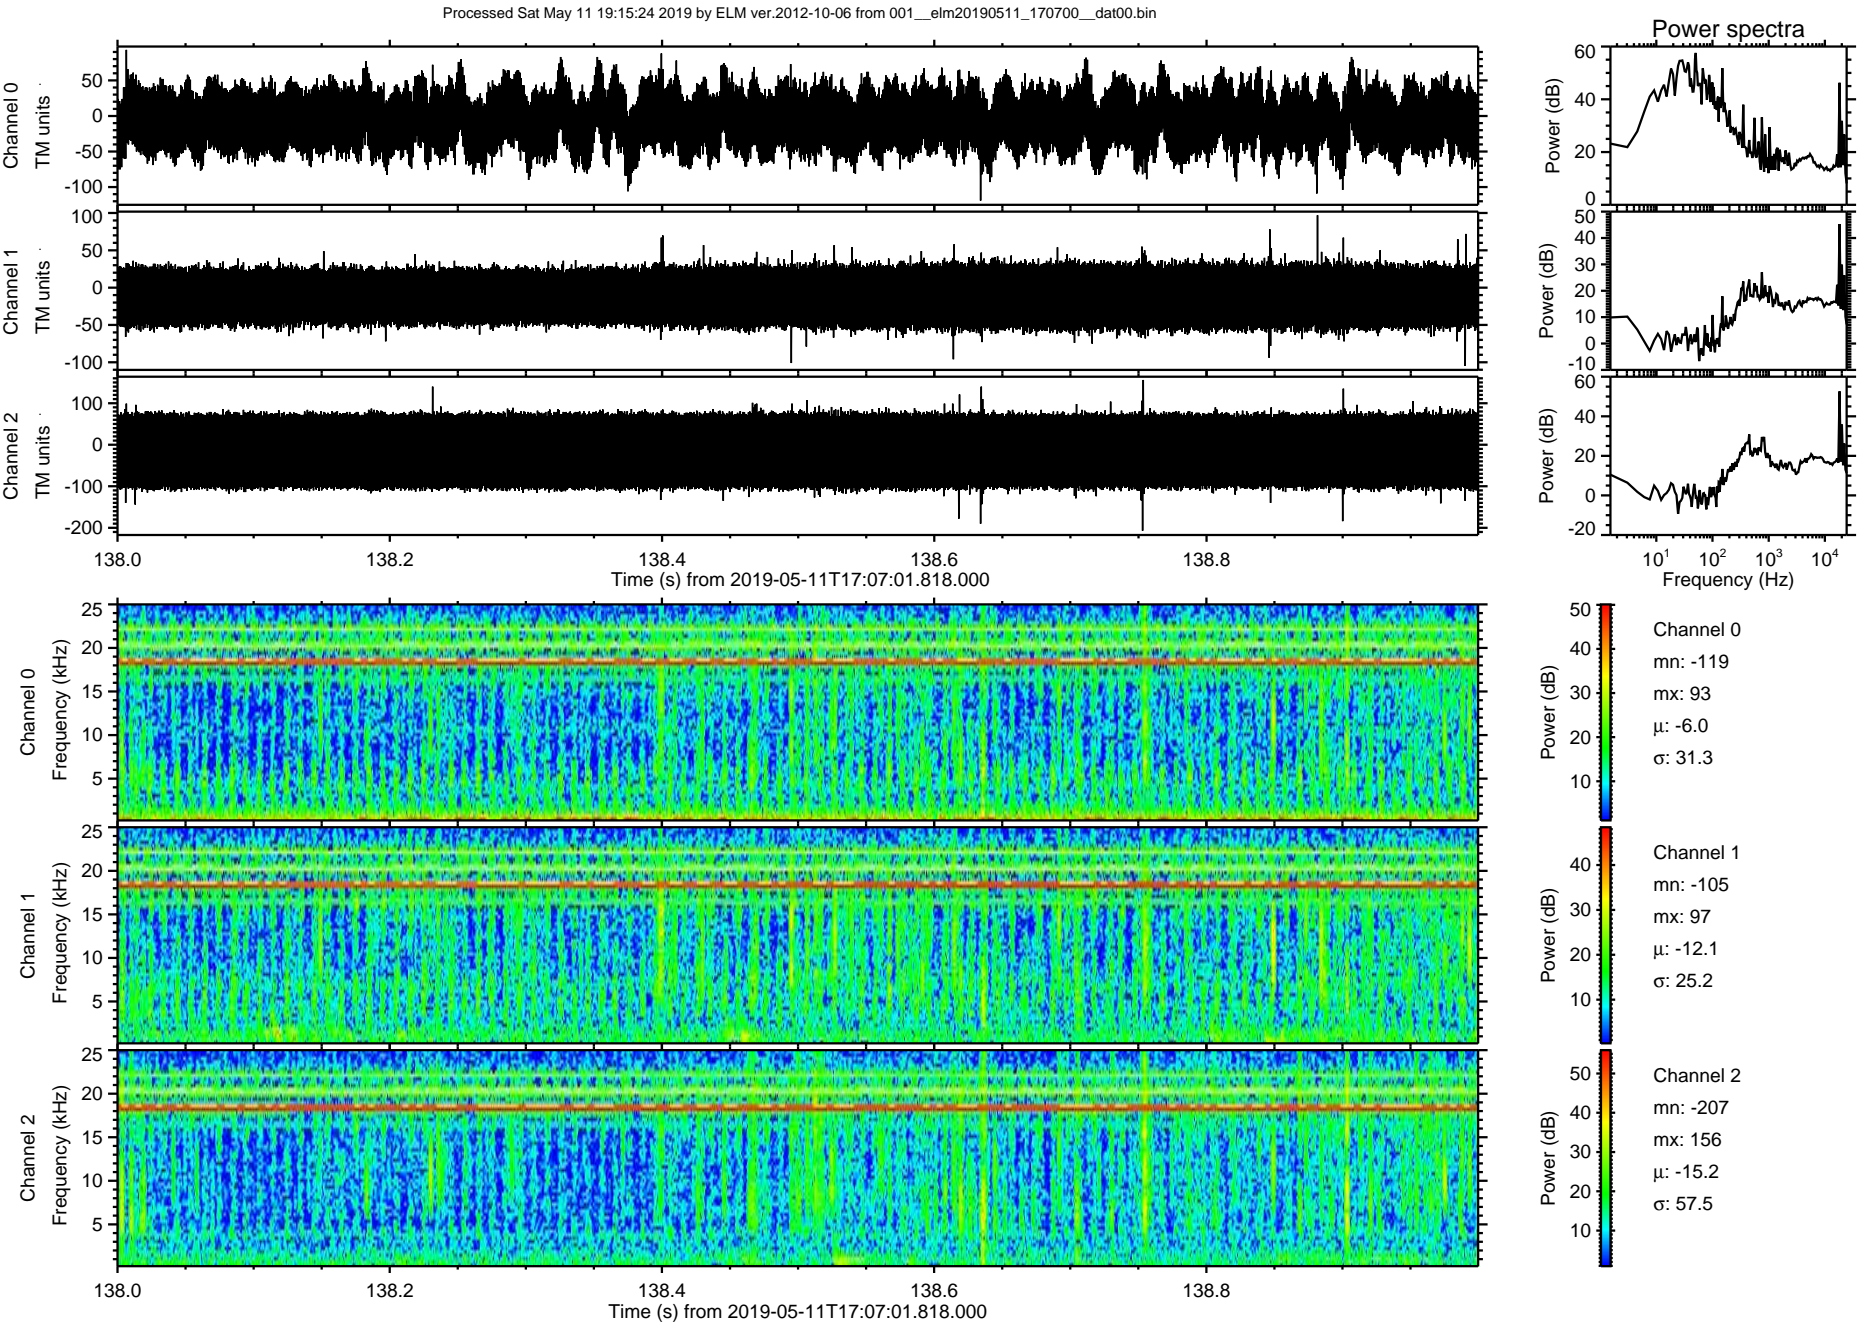 Processed Sat May 11 19:15:24 2019 by ELM ver.2012-10-06 from 001__elm20190511_170700__dat00.bin
Power spectra
Channel 0
TM units
50
0
-50
-100
Power (dB)
60
40
20
0
Channel 1
TM units
100
50
0
-50
-100
Power (dB)
50
40
30
20
10
0
-10
Channel 2
TM units
100
0
-100
-200
Power (dB)
60
40
20
0
-20
138.0 138.2 138.4 138.6 138.8
Time (s) from 2019-05-11T17:07:01.818.000
10^1 10^2 10^3 10^4
Frequency (Hz)
Channel 0
Frequency (kHz)
25
20
15
10
5
Power (dB)
50
40
30
20
10
Channel 0
mn: -119
mx: 93
μ: -6.0
σ: 31.3
Channel 1
Frequency (kHz)
25
20
15
10
5
Power (dB)
40
30
20
10
Channel 1
mn: -105
mx: 97
μ: -12.1
σ: 25.2
Channel 2
Frequency (kHz)
25
20
15
10
5
Power (dB)
50
40
30
20
10
Channel 2
mn: -207
mx: 156
μ: -15.2
σ: 57.5
138.0 138.2 138.4 138.6 138.8
Time (s) from 2019-05-11T17:07:01.818.000